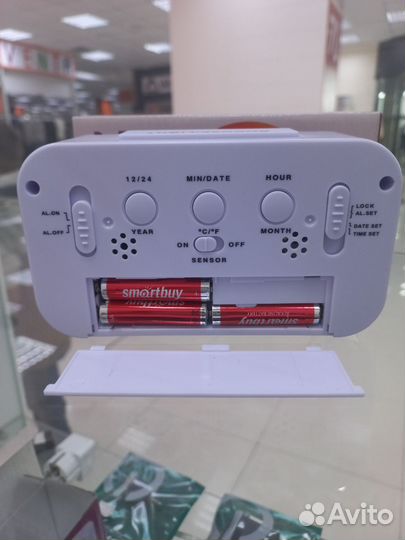 12/24
MIN/DATE
HOUR
AL.ON
AL.OFF
LOCK
AL.SET
DATE SET
TIME SET
YEAR
°C/°F
MONTH
ON
OFF
SENSOR
smartbuy
smartbuy
smartbuy
Avito